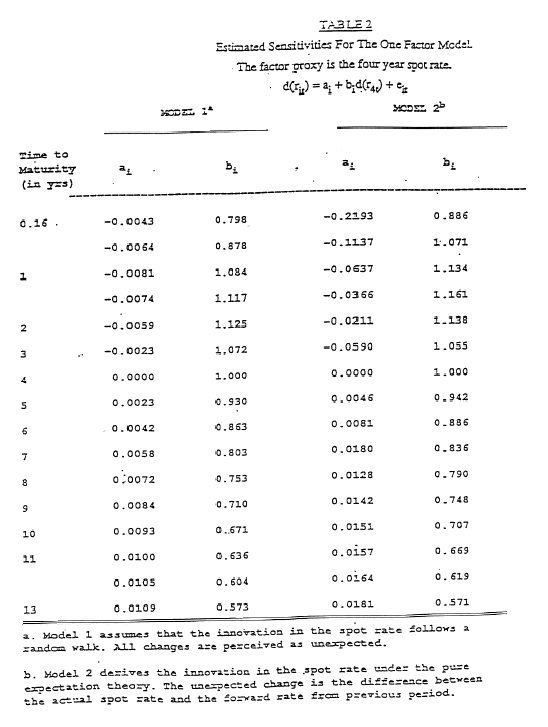 TABLE 2
Estimated Sensitivities For The One Factor Model.
The factor proxy is the four year spot rate.
d(r_it) = a_i + b_i d(r_4t) + e_it
MODEL 1^a MODEL 2^b
Time to
Maturity a_i b_i a_i b_i
(in yrs)
0.16 -0.0043 0.798 -0.2193 0.886
-0.0064 0.878 -0.1137 1.071
1 -0.0081 1.084 -0.0637 1.134
-0.0074 1.117 -0.0366 1.161
2 -0.0059 1.125 -0.0211 1.138
3 -0.0023 1.072 -0.0590 1.055
4 0.0000 1.000 0.0000 1.000
5 0.0023 0.930 0.0046 0.942
6 0.0042 0.863 0.0081 0.886
7 0.0058 0.803 0.0180 0.836
8 0.0072 0.753 0.0128 0.790
9 0.0084 0.710 0.0142 0.748
10 0.0093 0.671 0.0151 0.707
11 0.0100 0.636 0.0157 0.669
0.0105 0.604 0.0164 0.619
13 0.0109 0.573 0.0181 0.571
a. Model 1 assumes that the innovation in the spot rate follows a
random walk. All changes are perceived as unexpected.
b. Model 2 derives the innovation in the spot rate under the pure
expectation theory. The unexpected change is the difference between
the actual spot rate and the forward rate from previous period.